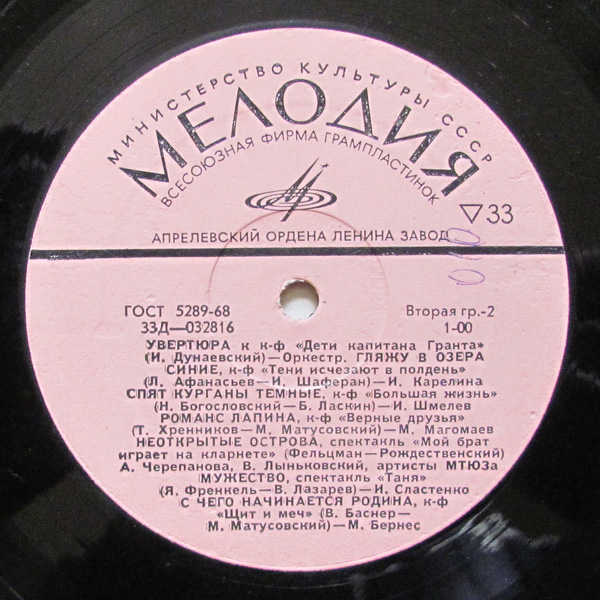 МИНИСТЕРСТВО КУЛЬТУРЫ СССР
МЕЛОДИЯ
ВСЕСОЮЗНАЯ ФИРМА ГРАМПЛАСТИНОК
▽33
АПРЕЛЕВСКИЙ ОРДЕНА ЛЕНИНА ЗАВОД
010
ГОСТ 5289-68 Вторая гр.-2
33Д—032816 1-00
УВЕРТЮРА к к-ф «Дети капитана Гранта»
(И. Дунаевский)—Оркестр. ГЛЯЖУ В ОЗЕРА
СИНИЕ, к-ф «Тени исчезают в полдень»
(Л. Афанасьев—И. Шаферан)—И. Карелина
СПЯТ КУРГАНЫ ТЕМНЫЕ, к-ф «Большая жизнь»
(Н. Богословский—Б. Ласкин)—И. Шмелев
РОМАНС ЛАПИНА, к-ф «Верные друзья»
(Т. Хренников—М. Матусовский)—М. Магомаев
НЕОТКРЫТЫЕ ОСТРОВА, спектакль «Мой брат
играет на кларнете» (Фельцман—Рождественский)
А. Черепанова, В. Лыньковский, артисты МТЮЗа
МУЖЕСТВО, спектакль «Таня»
(Я. Френкель—В. Лазарев)—И. Сластенко
С ЧЕГО НАЧИНАЕТСЯ РОДИНА, к-ф
«Щит и меч» (В. Баснер—
М. Матусовский)—М. Бернес